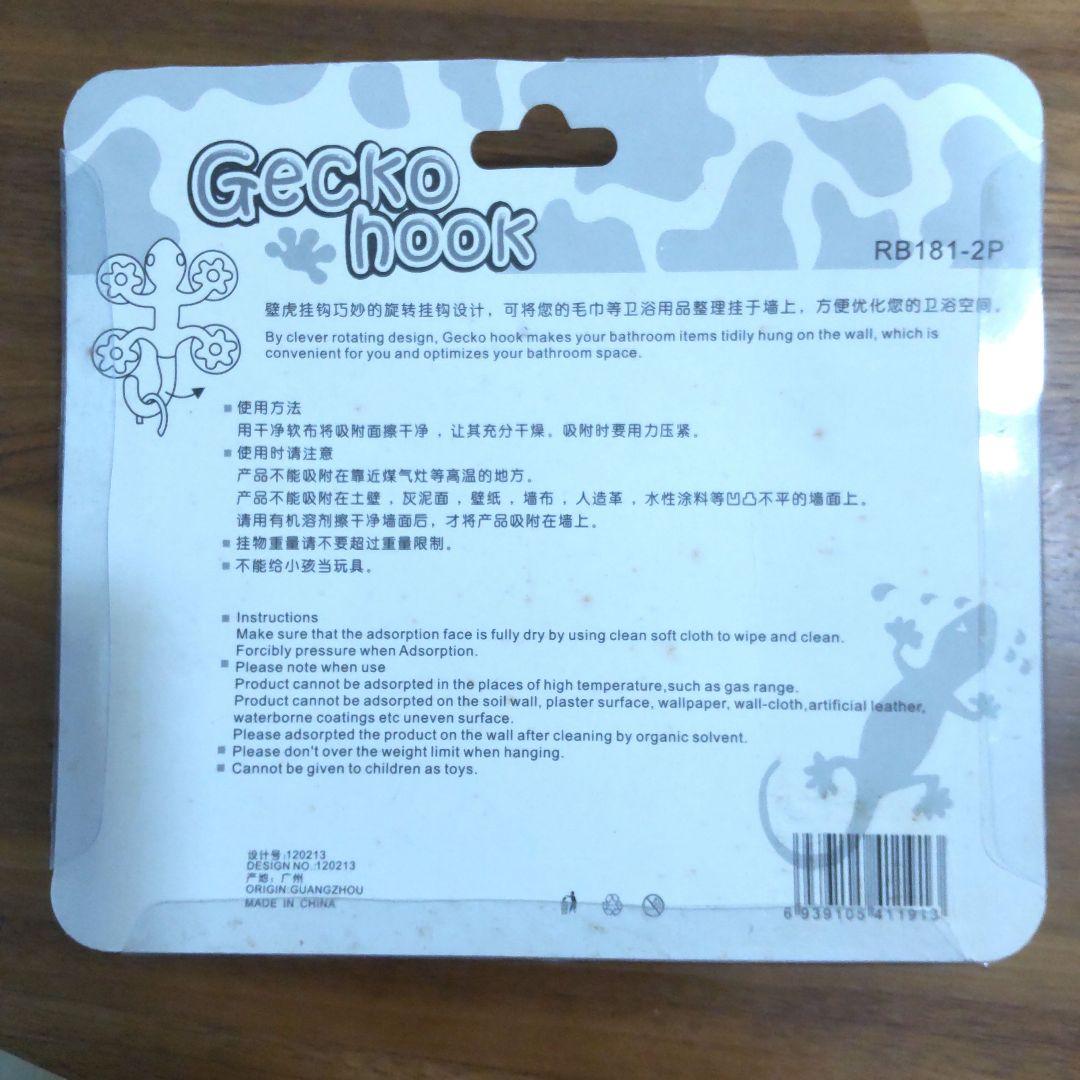 Gecko
hook
RB181-2P
壁虎挂钩巧妙的旋转挂钩设计，可将您的毛巾等卫浴用品整理挂于墙上，方便优化您的卫浴空间。
By clever rotating design, Gecko hook makes your bathroom items tidily hung on the wall, which is
convenient for you and optimizes your bathroom space.
■ 使用方法
用干净软布将吸附面擦干净，让其充分干燥。吸附时要用力压紧。
■ 使用时请注意
产品不能吸附在靠近煤气灶等高温的地方。
产品不能吸附在土壁，灰泥面，壁纸，墙布，人造革，水性涂料等凹凸不平的墙面上。
请用有机溶剂擦干净墙面后，才将产品吸附在墙上。
■ 挂物重量请不要超过重量限制。
■ 不能给小孩当玩具。
■ Instructions
Make sure that the adsorption face is fully dry by using clean soft cloth to wipe and clean.
Forcibly pressure when Adsorption.
■ Please note when use
Product cannot be adsorpted in the places of high temperature,such as gas range.
Product cannot be adsorpted on the soil wall, plaster surface, wallpaper, wall-cloth,artificial leather,
waterborne coatings etc uneven surface.
Please adsorpted the product on the wall after cleaning by organic solvent.
■ Please don't over the weight limit when hanging.
■ Cannot be given to children as toys.
设计号:120213
DESIGN NO.:120213
产地：广州
ORIGIN:GUANGZHOU
MADE IN CHINA
6 939105 411913